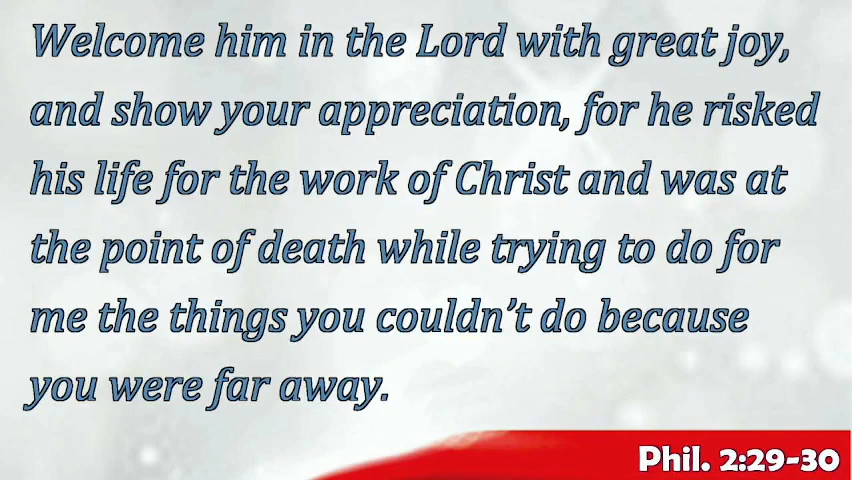 Welcome him in the Lord with great joy,
and show your appreciation, for he risked
his life for the work of Christ and was at
the point of death while trying to do for
me the things you couldn’t do because
you were far away.
Phil. 2:29-30